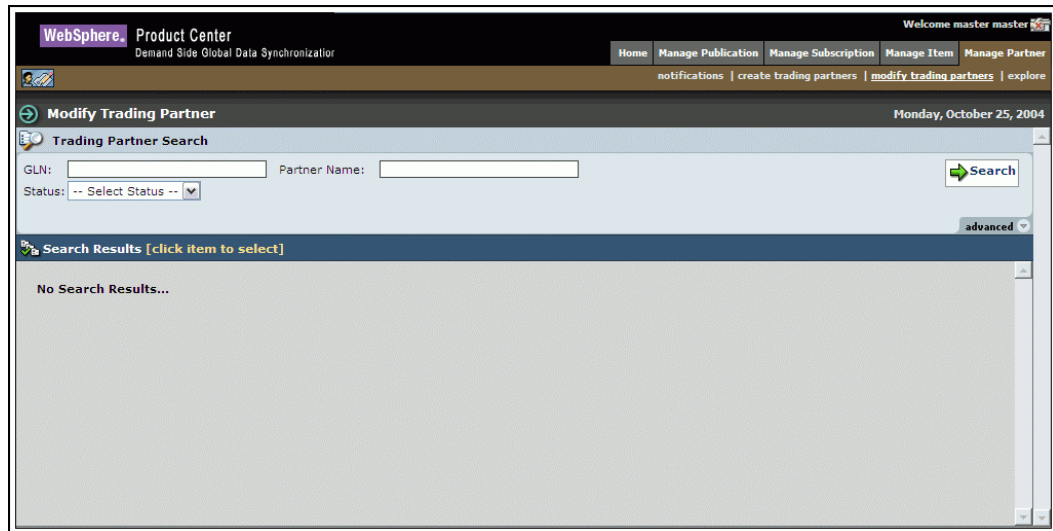 Welcome master master
WebSphere. Product Center
Demand Side Global Data Synchronization
Home Manage Publication Manage Subscription Manage Item Manage Partner
notifications | create trading partners | modify trading partners | explore
Modify Trading Partner Monday, October 25, 2004
Trading Partner Search
GLN: Partner Name: Search
Status: -- Select Status --
advanced
Search Results [click item to select]
No Search Results...